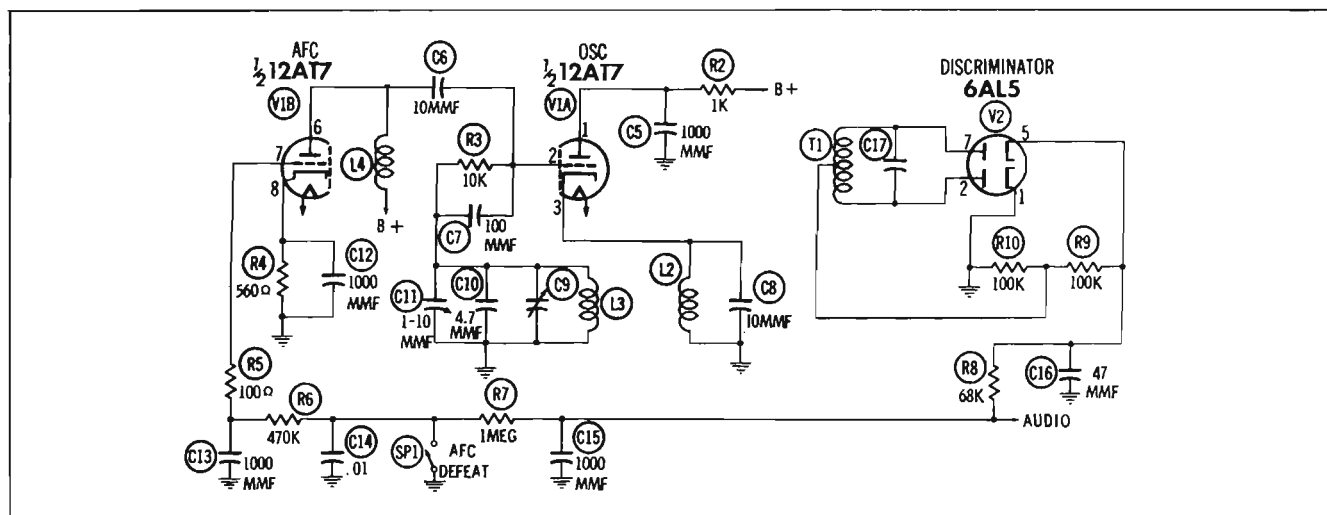 AFC
½ 12AT7
V1B
6
7
8
C6
10MMF
L4
B+
R4
560Ω
C12
1000
MMF
R5
100Ω
R6
470K
C13
1000
MMF
C14
.01
SP1
AFC
DEFEAT
R7
1MEG
C15
1000
MMF
OSC
½ 12AT7
V1A
1
2
3
R3
10K
C7
100
MMF
C11
1-10
MMF
C10
4.7
MMF
C9
L3
L2
C8
10MMF
C5
1000
MMF
R2
1K
B+
DISCRIMINATOR
6AL5
V2
T1
C17
7
5
2
1
R10
100K
R9
100K
R8
68K
C16
47
MMF
AUDIO